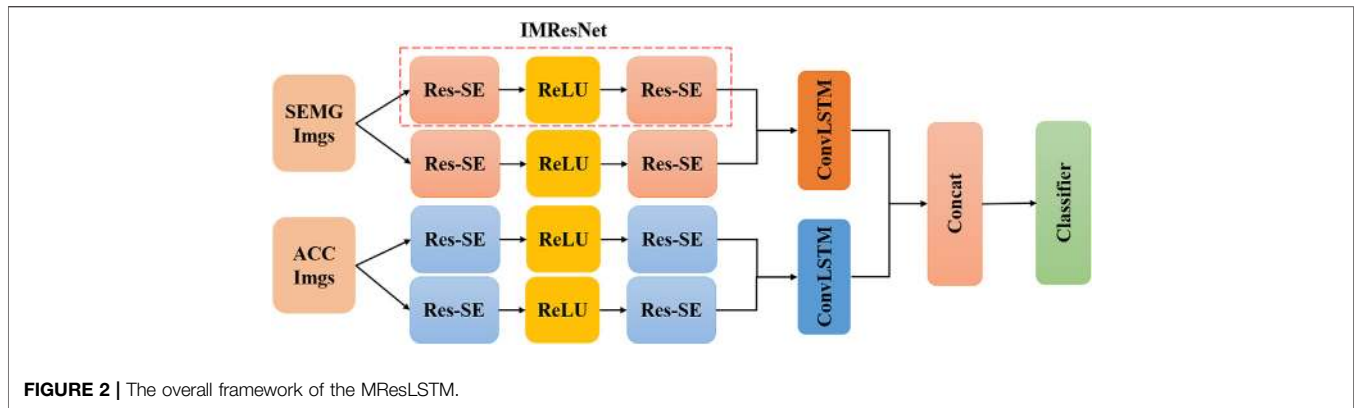 IMResNet
SEMG
Imgs
Res-SE
ReLU
Res-SE
Res-SE
ReLU
Res-SE
ConvLSTM
ACC
Imgs
Res-SE
ReLU
Res-SE
Res-SE
ReLU
Res-SE
ConvLSTM
Concat
Classifier
FIGURE 2 | The overall framework of the MResLSTM.